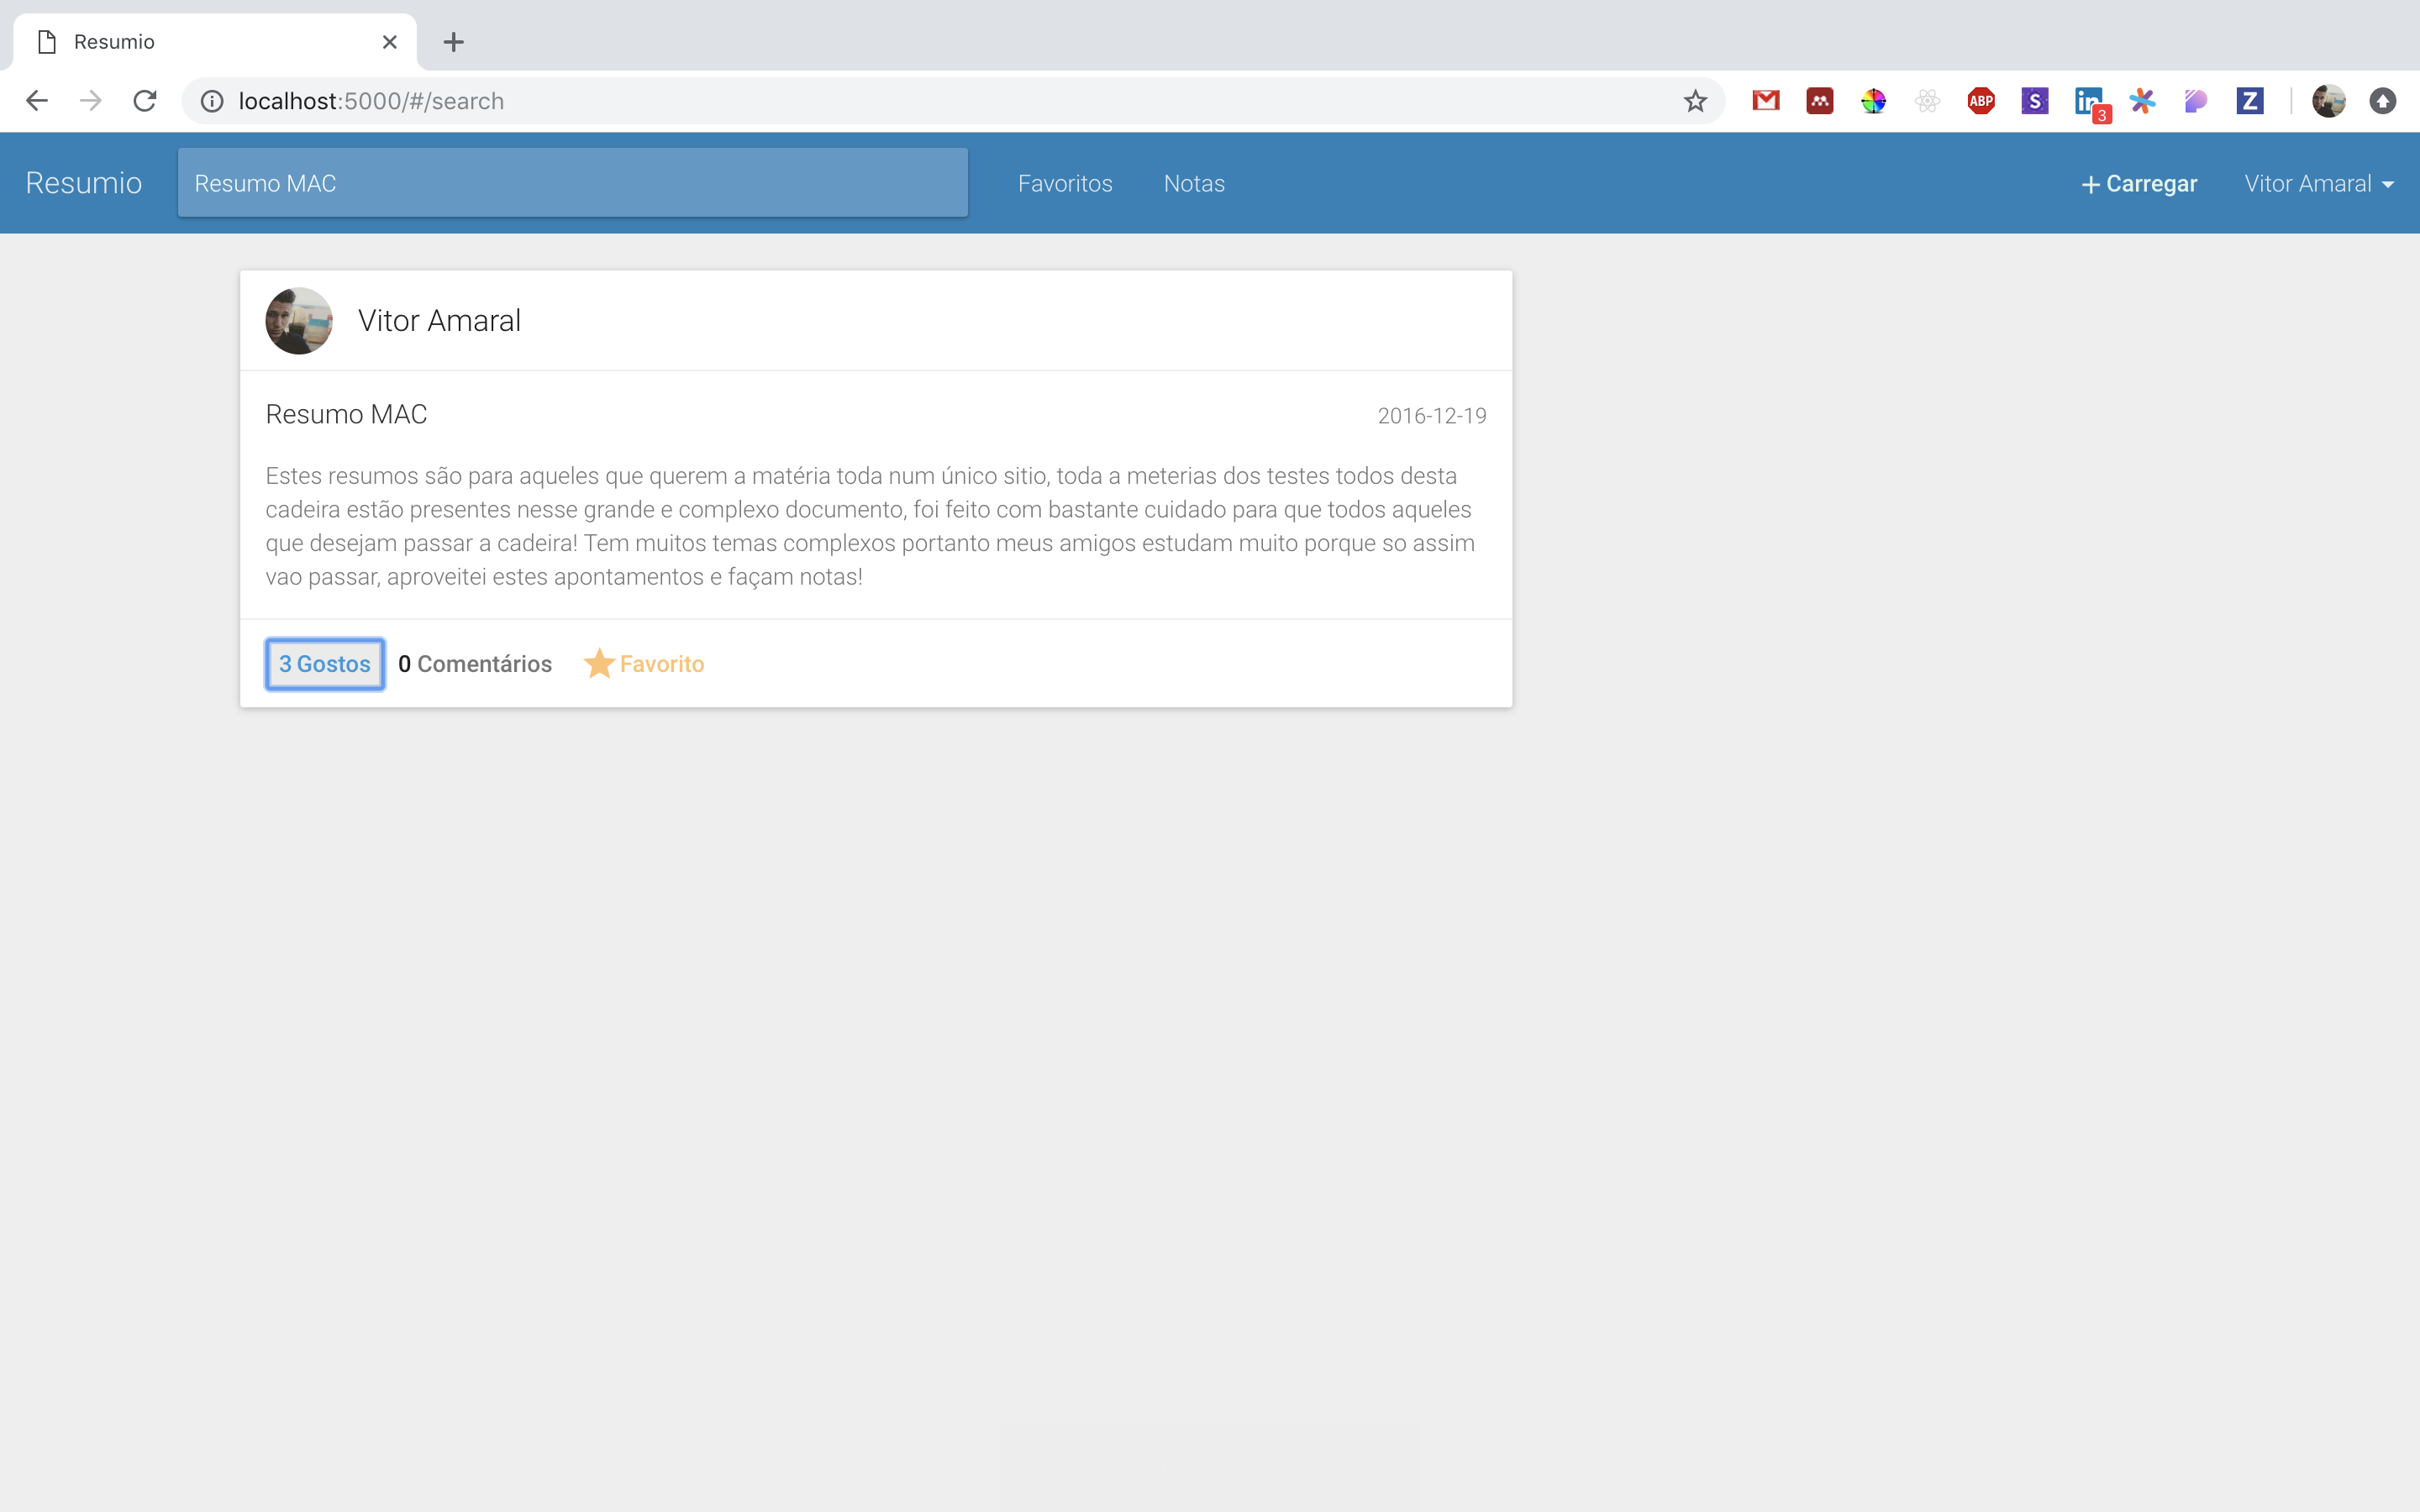 Resumio
localhost:5000/#/search
ABP
S
in
3
Z
Resumio
Resumo MAC
Favoritos
Notas
+ Carregar
Vitor Amaral
Vitor Amaral
Resumo MAC
2016-12-19
Estes resumos são para aqueles que querem a matéria toda num único sitio, toda a meterias dos testes todos desta
cadeira estão presentes nesse grande e complexo documento, foi feito com bastante cuidado para que todos aqueles
que desejam passar a cadeira! Tem muitos temas complexos portanto meus amigos estudam muito porque so assim
vao passar, aproveitei estes apontamentos e façam notas!
3 Gostos
0 Comentários
Favorito